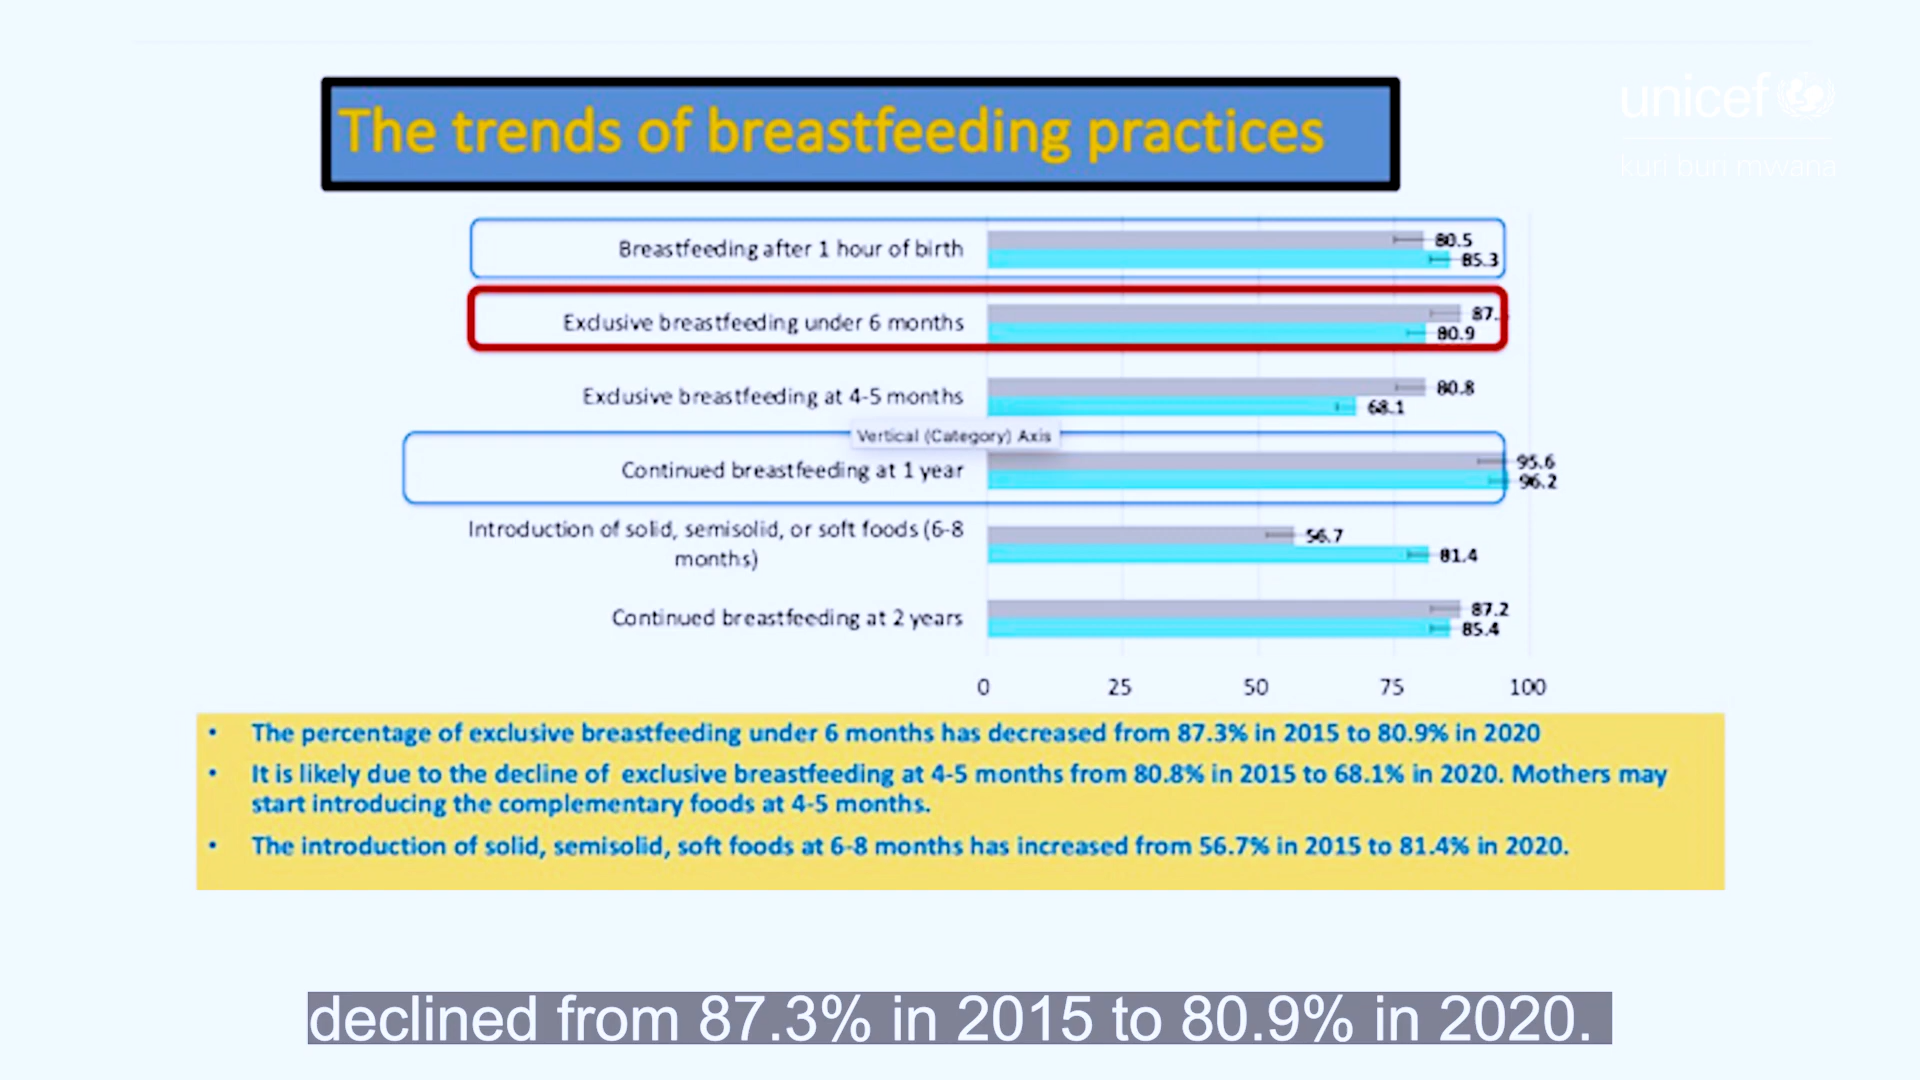 The trends of breastfeeding practices
unicef
kuri buri mwana
Breastfeeding after 1 hour of birth
80.5
85.3
Exclusive breastfeeding under 6 months
87.
80.9
Exclusive breastfeeding at 4-5 months
80.8
68.1
Vertical (Category) Axis
Continued breastfeeding at 1 year
95.6
96.2
Introduction of solid, semisolid, or soft foods (6-8
months)
56.7
81.4
Continued breastfeeding at 2 years
87.2
85.4
0 25 50 75 100
• The percentage of exclusive breastfeeding under 6 months has decreased from 87.3% in 2015 to 80.9% in 2020
• It is likely due to the decline of exclusive breastfeeding at 4-5 months from 80.8% in 2015 to 68.1% in 2020. Mothers may
start introducing the complementary foods at 4-5 months.
• The introduction of solid, semisolid, soft foods at 6-8 months has increased from 56.7% in 2015 to 81.4% in 2020.
declined from 87.3% in 2015 to 80.9% in 2020.